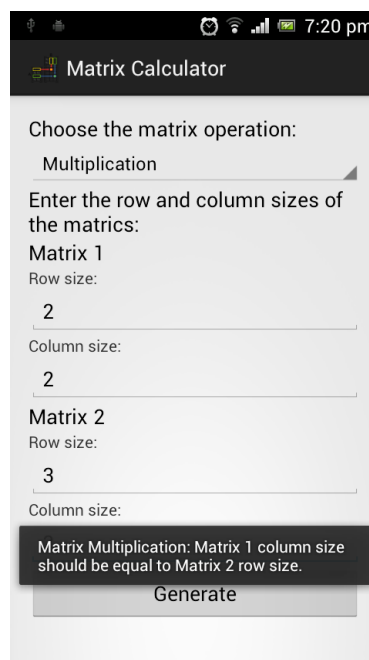 7:20 pm
Matrix Calculator
Choose the matrix operation:
Multiplication
Enter the row and column sizes of
the matrics:
Matrix 1
Row size:
2
Column size:
2
Matrix 2
Row size:
3
Column size:
Matrix Multiplication: Matrix 1 column size
should be equal to Matrix 2 row size.
Generate